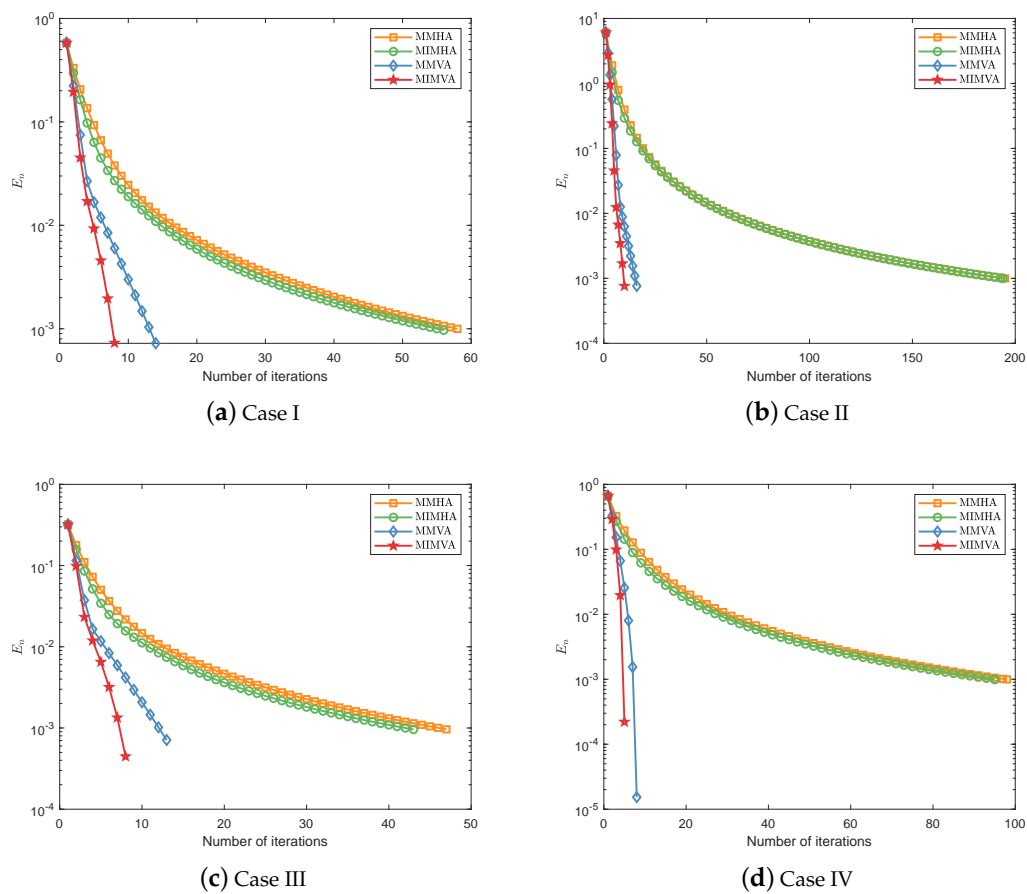 10^0
10^-1
10^-2
10^-3
E_n
0 10 20 30 40 50 60
Number of iterations
MMHA
MIMHA
MMVA
MIMVA
(a) Case I
10^1
10^0
10^-1
10^-2
10^-3
10^-4
E_n
0 50 100 150 200
Number of iterations
MMHA
MIMHA
MMVA
MIMVA
(b) Case II
10^0
10^-1
10^-2
10^-3
10^-4
E_n
0 10 20 30 40 50
Number of iterations
MMHA
MIMHA
MMVA
MIMVA
(c) Case III
10^0
10^-1
10^-2
10^-3
10^-4
10^-5
E_n
0 20 40 60 80 100
Number of iterations
MMHA
MIMHA
MMVA
MIMVA
(d) Case IV